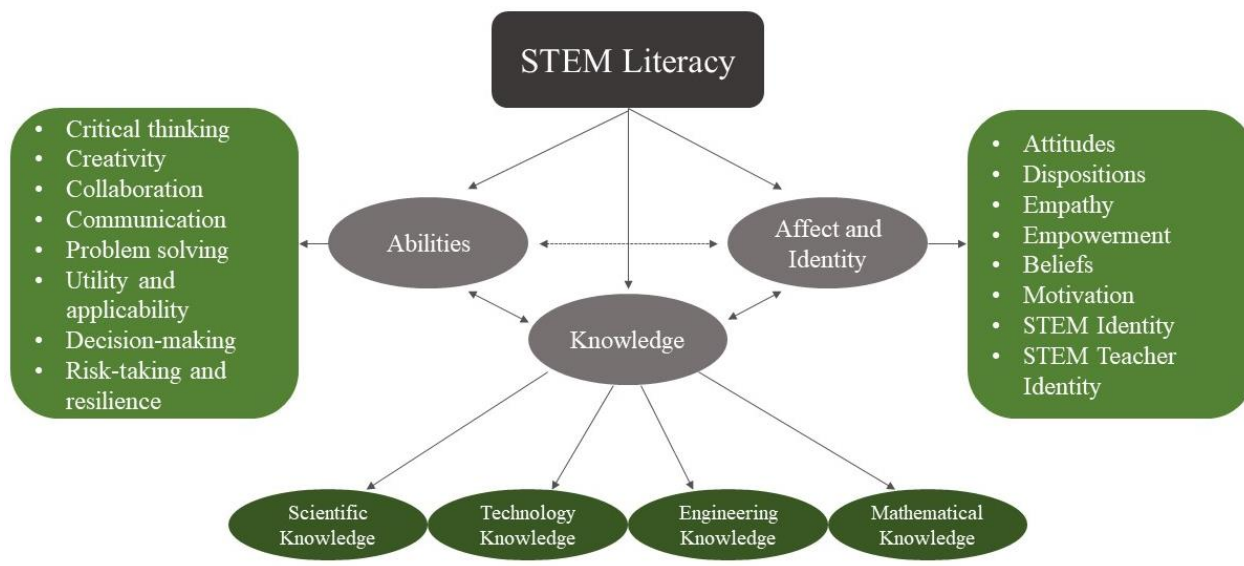 STEM Literacy
• Critical thinking
• Creativity
• Collaboration
• Communication
• Problem solving
• Utility and
applicability
• Decision-making
• Risk-taking and
resilience
Abilities
Affect and
Identity
Knowledge
• Attitudes
• Dispositions
• Empathy
• Empowerment
• Beliefs
• Motivation
• STEM Identity
• STEM Teacher
Identity
Scientific
Knowledge
Technology
Knowledge
Engineering
Knowledge
Mathematical
Knowledge